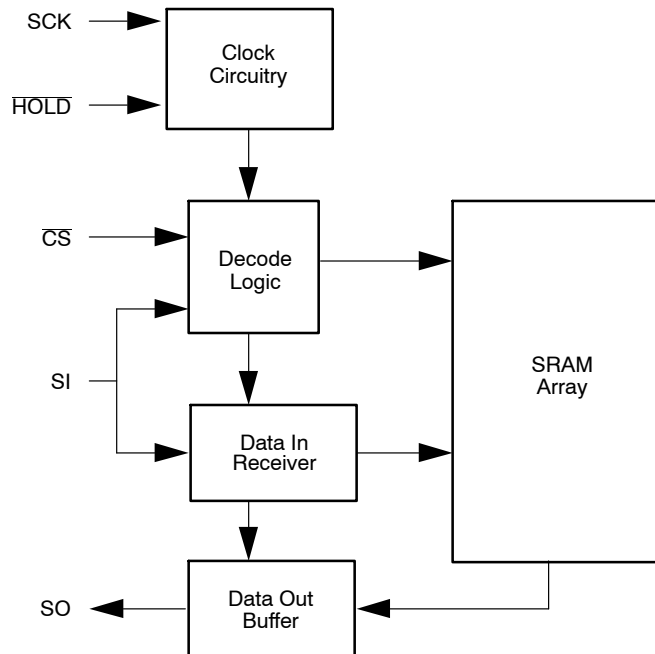 SCK
Clock
Circuitry
HOLD
CS
Decode
Logic
SI
SRAM
Array
Data In
Receiver
SO
Data Out
Buffer